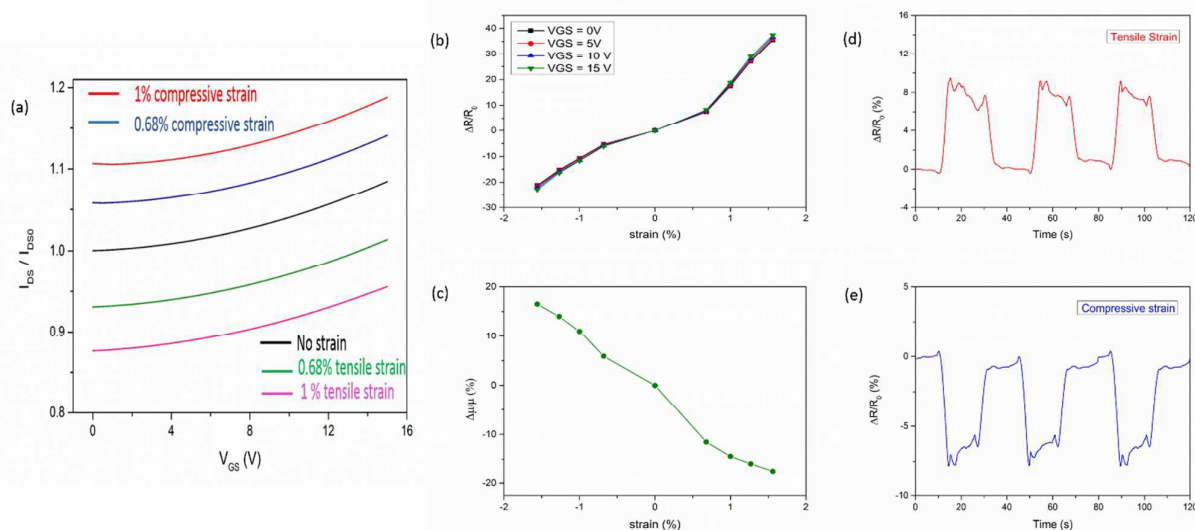 (a)
1.2
1.1
1.0
0.9
0.8
I_DS / I_DS0
1% compressive strain
0.68% compressive strain
No strain
0.68% tensile strain
1 % tensile strain
0
4
8
12
16
V_GS (V)
(b)
40
30
20
10
0
-10
-20
-30
ΔR/R₀
VGS = 0V
VGS = 5V
VGS = 10 V
VGS = 15 V
-2
-1
0
1
2
strain (%)
(c)
20
10
0
-10
-20
Δμμ (%)
-2
-1
0
1
2
strain (%)
(d)
16
12
8
4
0
-4
ΔR/R₀ (%)
Tensile Strain
0
20
40
60
80
100
120
Time (s)
(e)
5
0
-5
-10
ΔR/R₀ (%)
Compressive strain
0
20
40
60
80
100
120
Time (s)